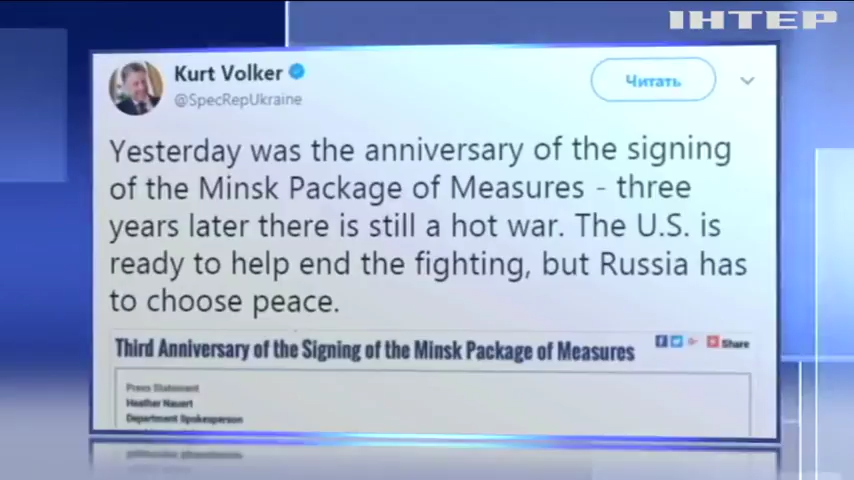 ІНТЕР
Kurt Volker
@SpecRepUkraine
Читать
Yesterday was the anniversary of the signing
of the Minsk Package of Measures - three
years later there is still a hot war. The U.S. is
ready to help end the fighting, but Russia has
to choose peace.
Third Anniversary of the Signing of the Minsk Package of Measures
Share
Press Statement
Heather Nauert
Department Spokesperson